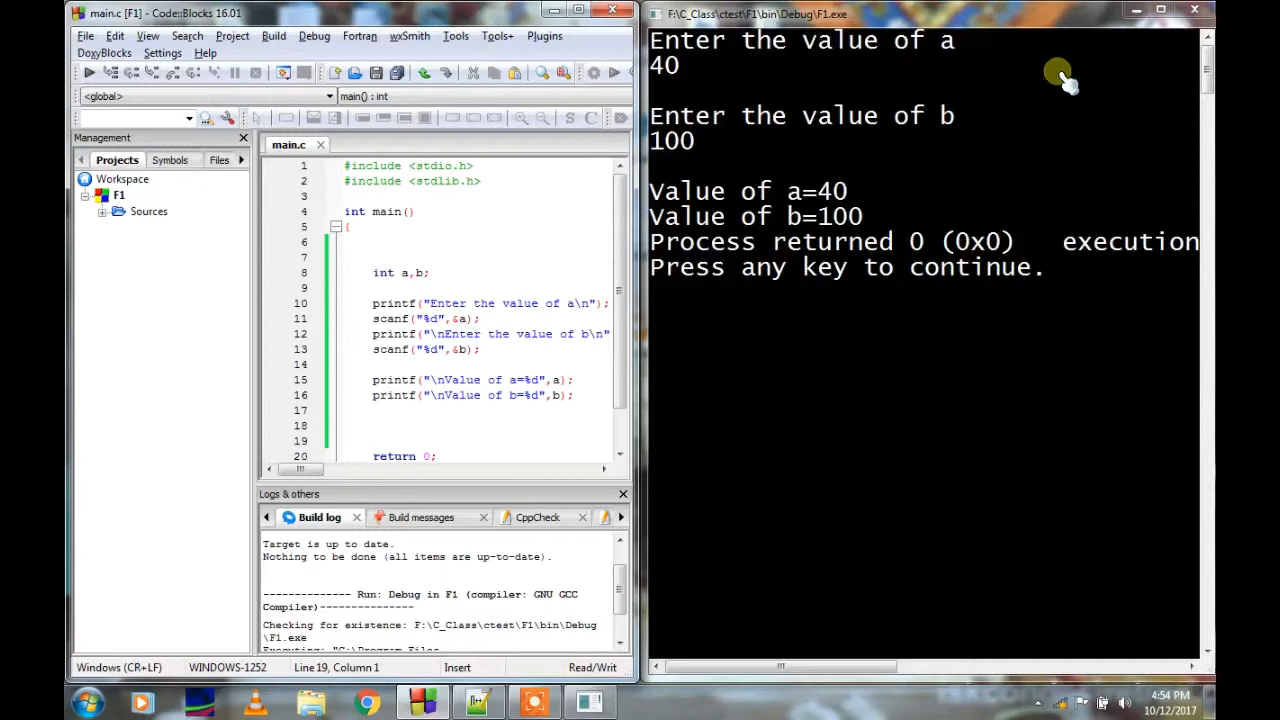 main.c [F1] - Code::Blocks 16.01
File Edit View Search Project Build Debug Fortran wxSmith Tools Tools+ Plugins
DoxyBlocks Settings Help
<global> main() : int
Management
Projects Symbols Files
Workspace
F1
Sources
main.c
1 #include <stdio.h>
2 #include <stdlib.h>
3
4 int main()
5 {
6
7
8 int a,b;
9
10 printf("Enter the value of a\n");
11 scanf("%d",&a);
12 printf("\nEnter the value of b\n"
13 scanf("%d",&b);
14
15 printf("\nValue of a=%d",a);
16 printf("\nValue of b=%d",b);
17
18
19
20 return 0;
Logs & others
Build log Build messages CppCheck
Target is up to date.
Nothing to be done (all items are up-to-date).
-------------- Run: Debug in F1 (compiler: GNU GCC
Compiler)---------------
Checking for existence: F:\C_Class\ctest\F1\bin\Debug
\F1.exe
Executing: "C:\Program Files
Windows (CR+LF) WINDOWS-1252 Line 19, Column 1 Insert Read/Writ
F:\C_Class\ctest\F1\bin\Debug\F1.exe
Enter the value of a
40
Enter the value of b
100
Value of a=40
Value of b=100
Process returned 0 (0x0) execution
Press any key to continue.
4:54 PM
10/12/2017